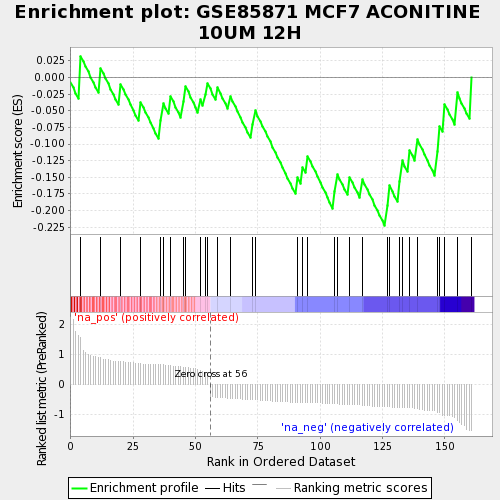 Enrichment plot: GSE85871 MCF7 ACONITINE
10UM 12H
Enrichment score (ES)
0.025
0.000
-0.025
-0.050
-0.075
-0.100
-0.125
-0.150
-0.175
-0.200
-0.225
'na_pos' (positively correlated)
Ranked list metric (PreRanked)
2
1
0
-1
Zero cross at 56
'na_neg' (negatively correlated)
0 25 50 75 100 125 150
Rank in Ordered Dataset
Enrichment profile Hits Ranking metric scores